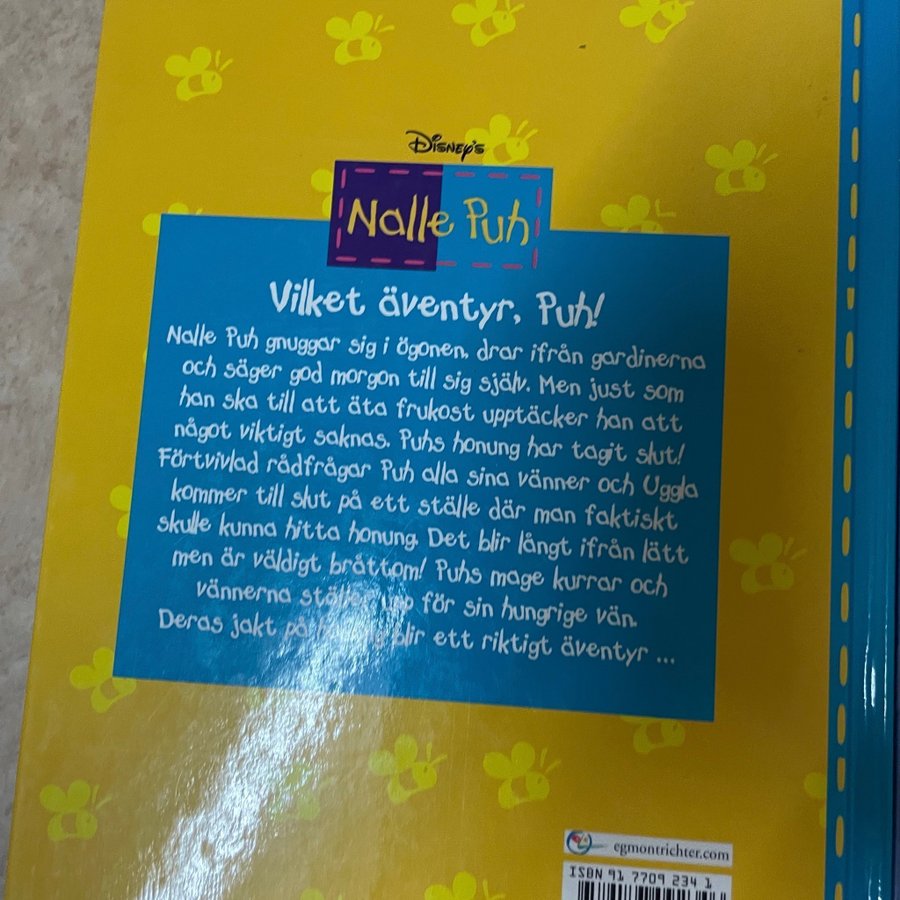 Disney's
Nalle Puh
Vilket äventyr, Puh!
Nalle Puh gnuggar sig i ögonen, drar ifrån gardinerna
och säger god morgon till sig själv. Men just som
han ska till att äta frukost upptäcker han att
något viktigt saknas. Puhs honung har tagit slut!
Förtvivlad rådfrågar Puh alla sina vänner och Uggla
kommer till slut på ett ställe där man faktiskt
skulle kunna hitta honung. Det blir långt ifrån lätt
men är väldigt bråttom! Puhs mage kurrar och
vännerna ställer upp för sin hungrige vän.
Deras jakt på blir ett riktigt äventyr ...
egmontrichter.com
ISBN 91 7709 234 1